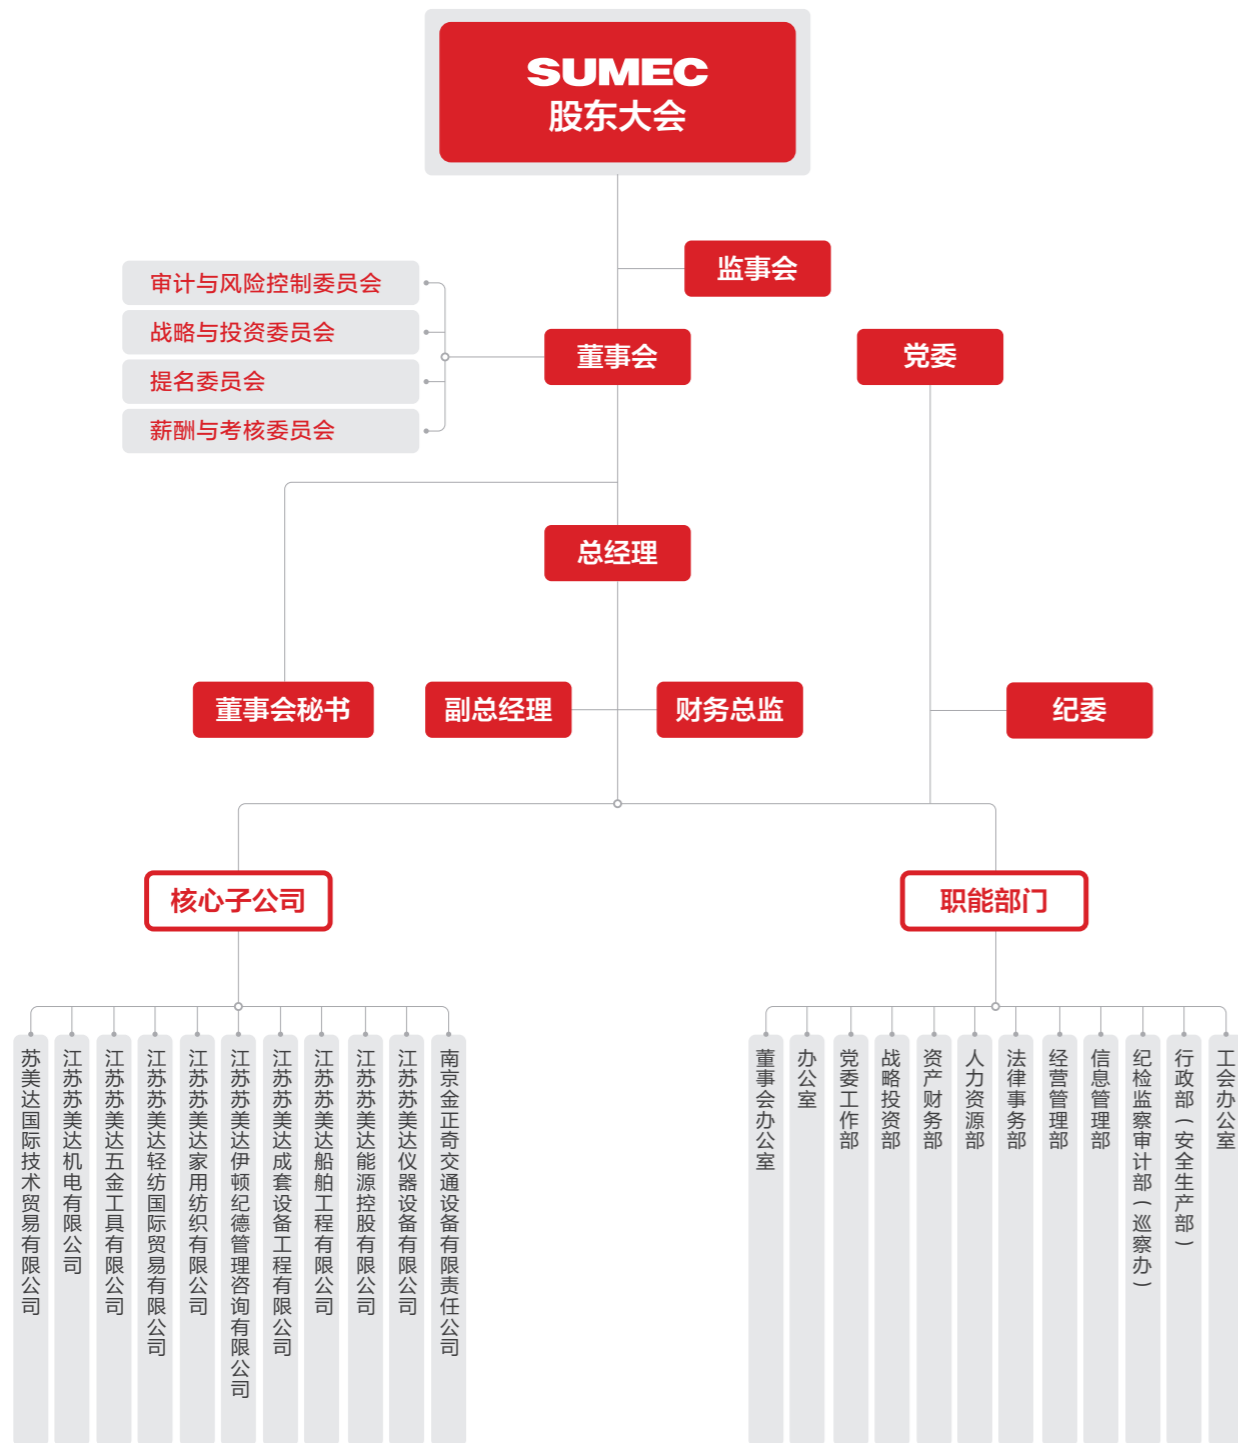 SUMEC
股东大会
监事会
审计与风险控制委员会
战略与投资委员会
提名委员会
薪酬与考核委员会
董事会
党委
总经理
董事会秘书
副总经理
财务总监
纪委
核心子公司
职能部门
苏美达国际技术贸易有限公司
江苏苏美达机电有限公司
江苏苏美达五金工具有限公司
江苏苏美达轻纺国际贸易有限公司
江苏苏美达家用纺织有限公司
江苏苏美达伊顿纪德管理咨询有限公司
江苏苏美达成套设备工程有限公司
江苏苏美达船舶工程有限公司
江苏苏美达能源控股有限公司
江苏苏美达仪器设备有限公司
南京金正奇交通设备有限责任公司
董事会办公室
办公室
党委工作部
战略投资部
资产财务部
人力资源部
法律事务部
经营管理部
信息管理部
纪检监察审计部(巡察办)
行政部(安全生产部)
工会办公室